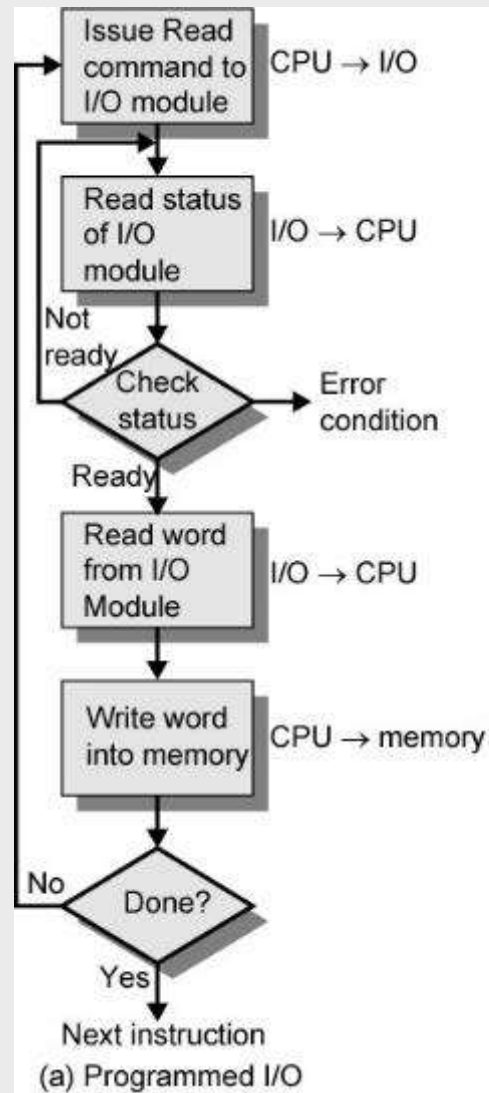 Issue Read
command to
I/O module
CPU → I/O
Read status
of I/O
module
I/O → CPU
Not
ready
Check
status
Error
condition
Ready
Read word
from I/O
Module
I/O → CPU
Write word
into memory
CPU → memory
No
Done?
Yes
Next instruction
(a) Programmed I/O